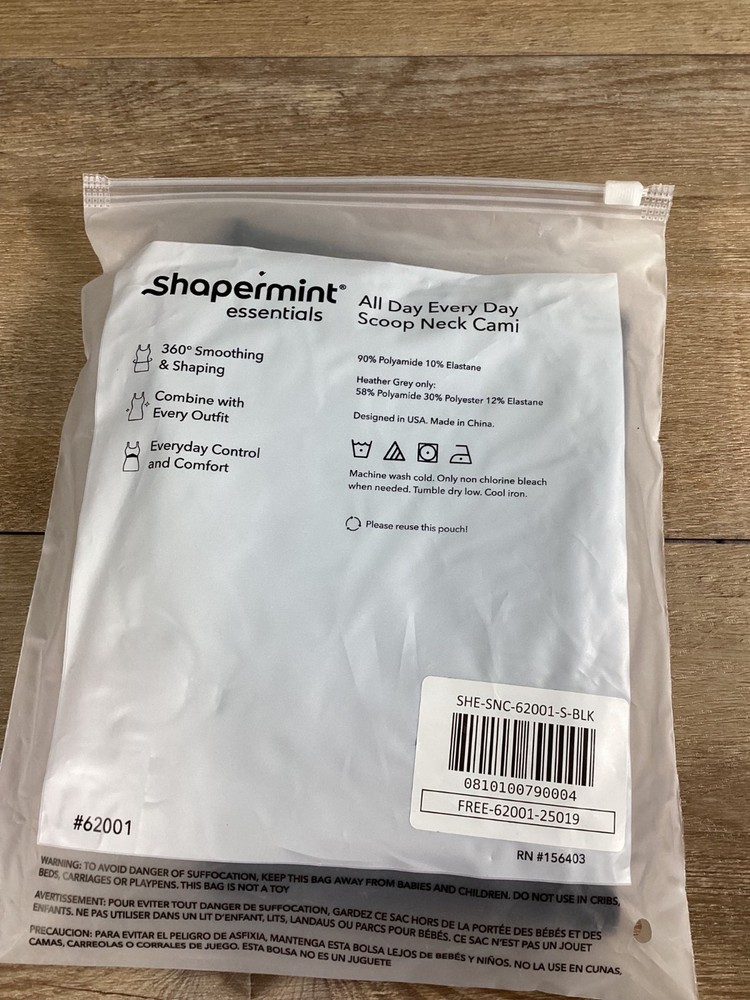 shapermint®
essentials
All Day Every Day
Scoop Neck Cami
360° Smoothing
& Shaping
Combine with
Every Outfit
Everyday Control
and Comfort
90% Polyamide 10% Elastane
Heather Grey only:
58% Polyamide 30% Polyester 12% Elastane
Designed in USA. Made in China.
Machine wash cold. Only non chlorine bleach
when needed. Tumble dry low. Cool iron.
Please reuse this pouch!
SHE-SNC-62001-S-BLK
0810100790004
FREE-62001-25019
#62001
RN #156403
WARNING: TO AVOID DANGER OF SUFFOCATION, KEEP THIS BAG AWAY FROM BABIES AND CHILDREN. DO NOT USE IN CRIBS,
BEDS, CARRIAGES OR PLAYPENS. THIS BAG IS NOT A TOY
AVERTISSEMENT: POUR EVITER TOUT DANGER DE SUFFOCATION, GARDEZ CE SAC HORS DE LA PORTÉE DES BÉBÉS ET DES
ENFANTS. NE PAS UTILISER DANS UN LIT D'ENFANT, LITS, LANDAUS OU PARCS POUR BÉBÉS. CE SAC N'EST PAS UN JOUET
PRECAUCION: PARA EVITAR EL PELIGRO DE ASFIXIA, MANTENGA ESTA BOLSA LEJOS DE BEBÉS Y NIÑOS. NO LA USE EN CUNAS,
CAMAS, CARREOLAS O CORRALES DE JUEGO. ESTA BOLSA NO ES UN JUGUETE